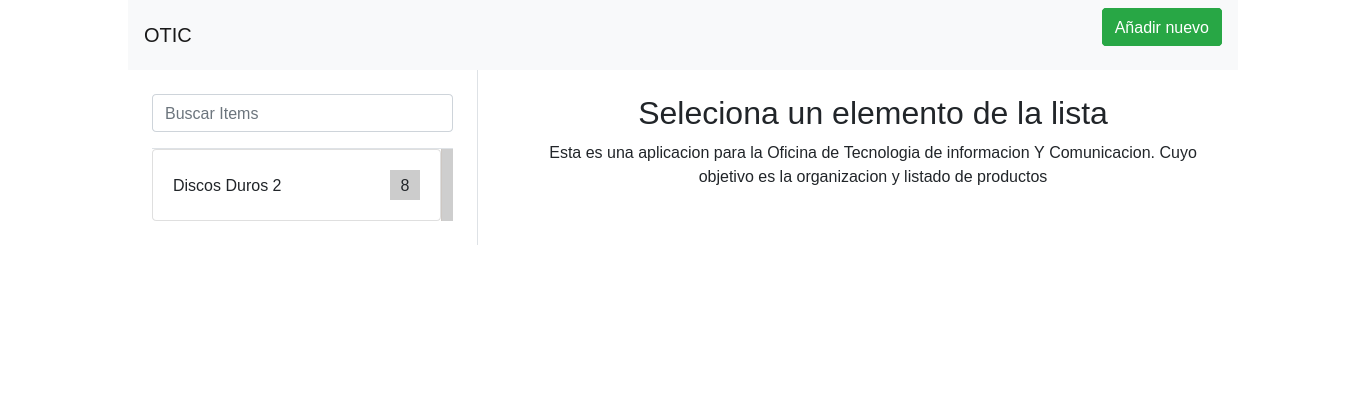 OTIC
Añadir nuevo
Buscar Items
Discos Duros 2
8
Seleciona un elemento de la lista
Esta es una aplicacion para la Oficina de Tecnologia de informacion Y Comunicacion. Cuyo
objetivo es la organizacion y listado de productos